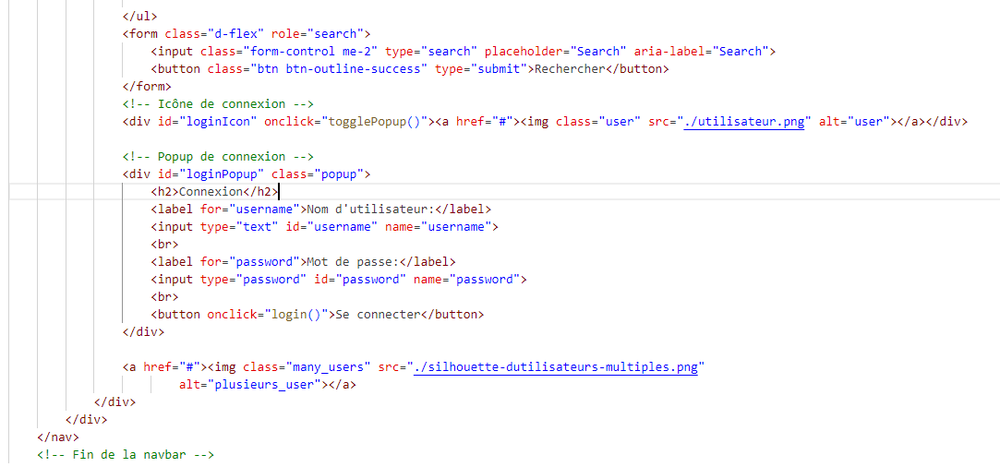 </ul>
<form class="d-flex" role="search">
<input class="form-control me-2" type="search" placeholder="Search" aria-label="Search">
<button class="btn btn-outline-success" type="submit">Rechercher</button>
</form>
<!-- Icône de connexion -->
<div id="loginIcon" onclick="togglePopup()"><a href="#"><img class="user" src="./utilisateur.png" alt="user"></a></div>
<!-- Popup de connexion -->
<div id="loginPopup" class="popup">
<h2>Connexion</h2>
<label for="username">Nom d'utilisateur:</label>
<input type="text" id="username" name="username">
<br>
<label for="password">Mot de passe:</label>
<input type="password" id="password" name="password">
<br>
<button onclick="login()">Se connecter</button>
</div>
<a href="#"><img class="many_users" src="./silhouette-dutilisateurs-multiples.png"
alt="plusieurs_user"></a>
</div>
</div>
</nav>
<!-- Fin de la navbar -->